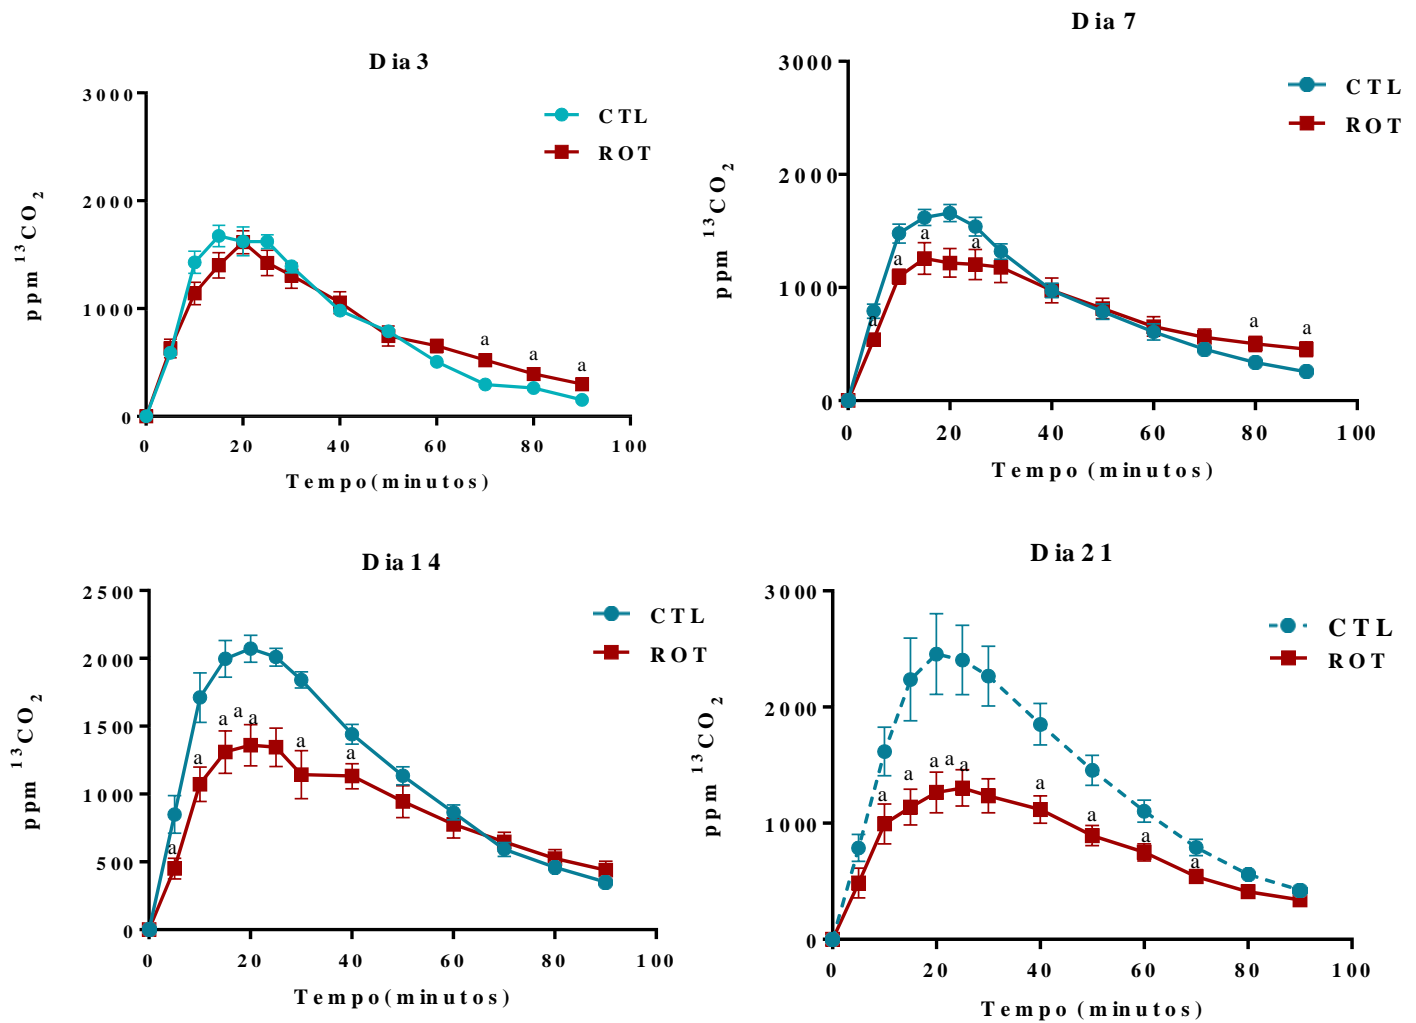 Dia 3
3000
2000
1000
0
ppm ¹³CO₂
CTL
ROT
a a a
0 20 40 60 80 100
Tempo (minutos)
Dia 7
3000
2000
1000
0
ppm ¹³CO₂
CTL
ROT
a a a a a a
0 20 40 60 80 100
Tempo (minutos)
Dia 14
2500
2000
1500
1000
500
0
ppm ¹³CO₂
CTL
ROT
a a a a a a a
0 20 40 60 80 100
Tempo (minutos)
Dia 21
3000
2000
1000
0
ppm ¹³CO₂
CTL
ROT
a a a a a a a a a
0 20 40 60 80 100
Tempo (minutos)